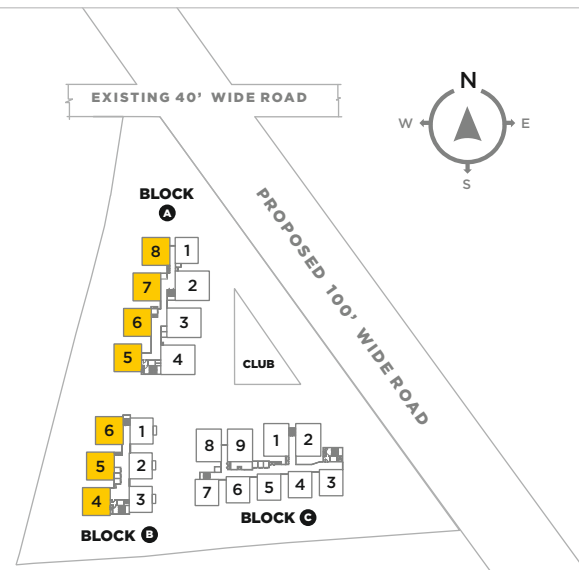 N
EXISTING 40' WIDE ROAD
W E
S
BLOCK
A
PROPOSED 100' WIDE ROAD
8 1
7 2
6 3
5 4
CLUB
6 1
5 2
4 3
BLOCK B
8 9 1 2
7 6 5 4 3
BLOCK C